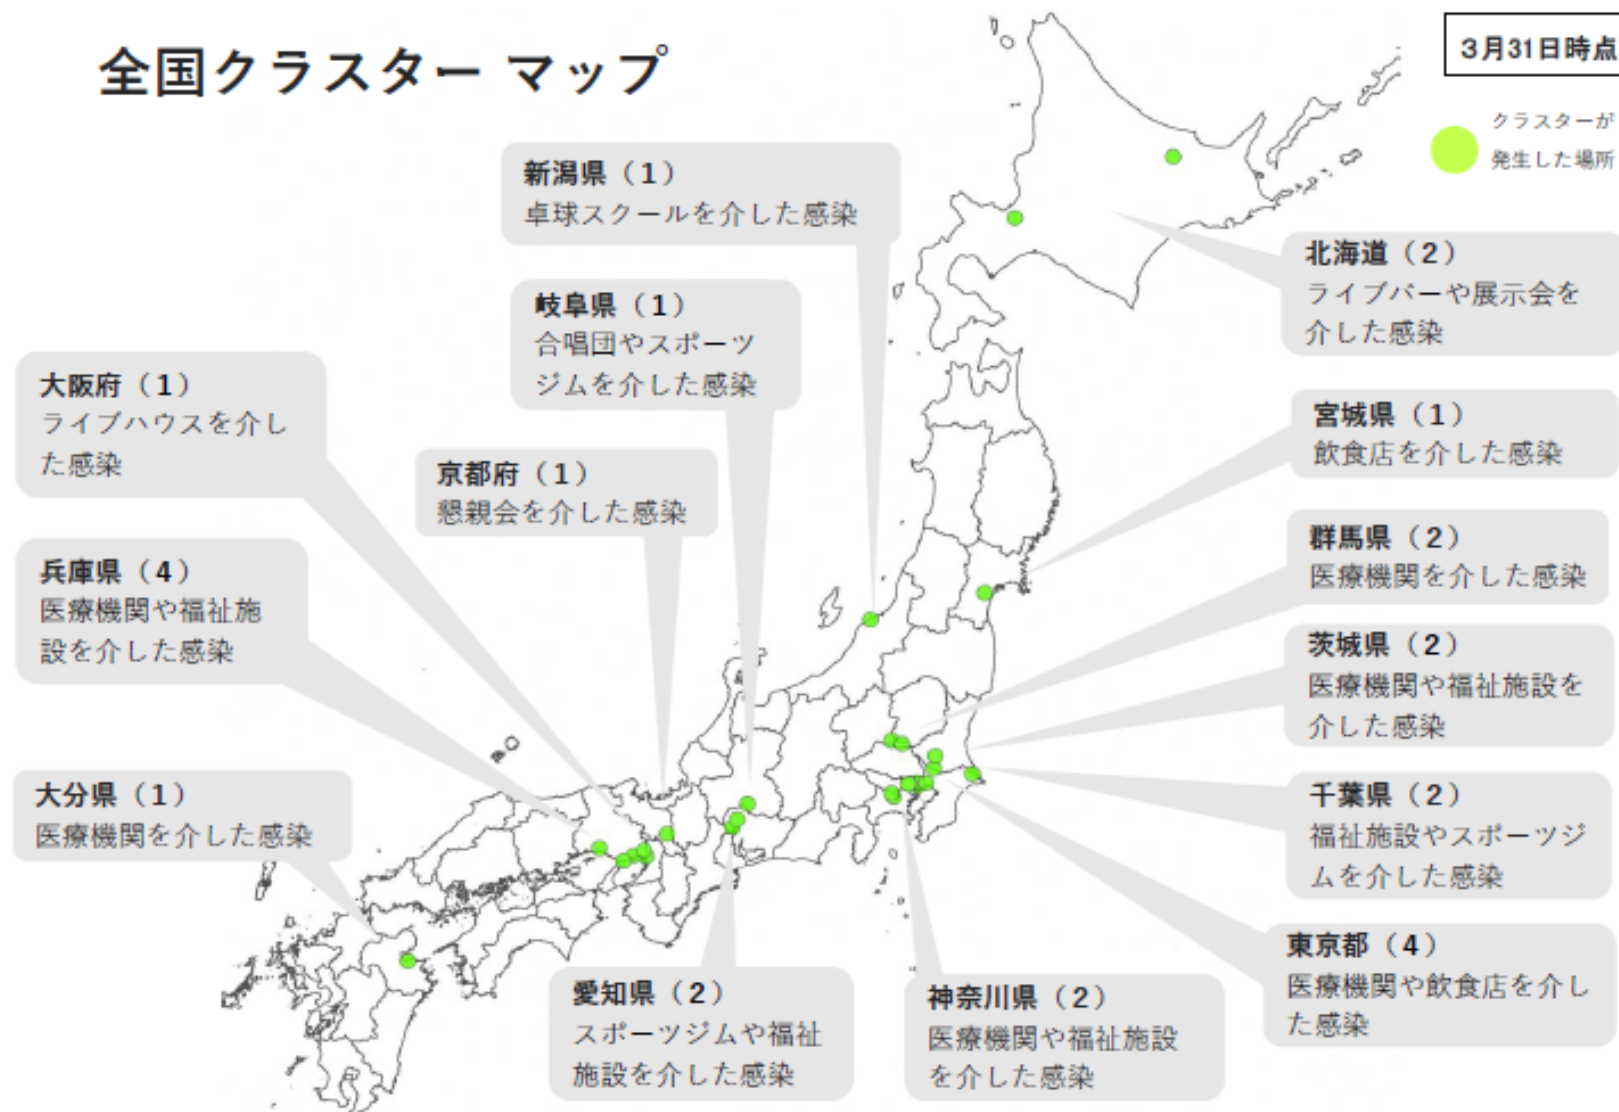 全国クラスター マップ
3月31日時点
クラスターが
発生した場所
新潟県（1）
卓球スクールを介した感染
北海道（2）
ライブバーや展示会を
介した感染
岐阜県（1）
合唱団やスポーツ
ジムを介した感染
大阪府（1）
ライブハウスを介し
た感染
宮城県（1）
飲食店を介した感染
京都府（1）
懇親会を介した感染
群馬県（2）
医療機関を介した感染
兵庫県（4）
医療機関や福祉施
設を介した感染
茨城県（2）
医療機関や福祉施設を
介した感染
大分県（1）
医療機関を介した感染
千葉県（2）
福祉施設やスポーツジ
ムを介した感染
東京都（4）
医療機関や飲食店を介し
た感染
愛知県（2）
スポーツジムや福祉
施設を介した感染
神奈川県（2）
医療機関や福祉施設
を介した感染